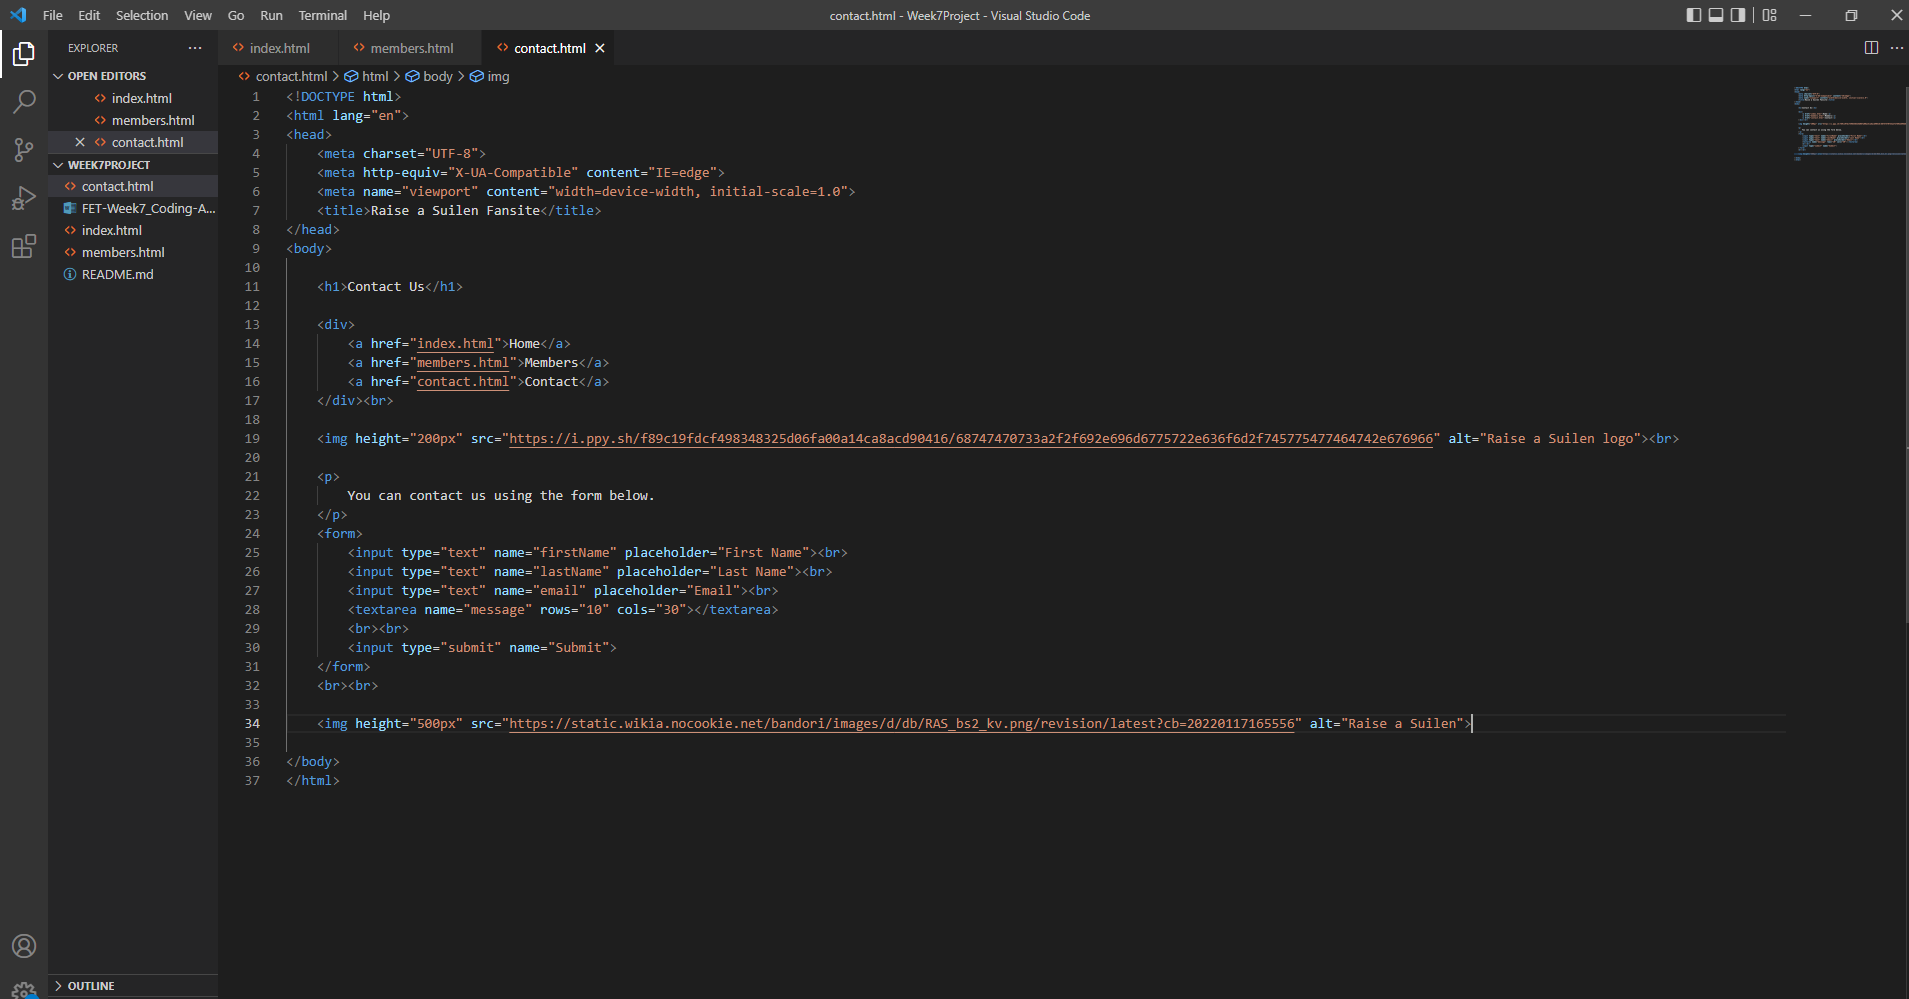 File Edit Selection View Go Run Terminal Help
contact.html - Week7Project - Visual Studio Code
EXPLORER
OPEN EDITORS
index.html
members.html
contact.html
WEEK7PROJECT
contact.html
FET-Week7_Coding-A...
index.html
members.html
README.md
OUTLINE
index.html members.html contact.html
contact.html > html > body > img
1 <!DOCTYPE html>
2 <html lang="en">
3 <head>
4 <meta charset="UTF-8">
5 <meta http-equiv="X-UA-Compatible" content="IE=edge">
6 <meta name="viewport" content="width=device-width, initial-scale=1.0">
7 <title>Raise a Suilen Fansite</title>
8 </head>
9 <body>
10
11 <h1>Contact Us</h1>
12
13 <div>
14 <a href="index.html">Home</a>
15 <a href="members.html">Members</a>
16 <a href="contact.html">Contact</a>
17 </div><br>
18
19 <img height="200px" src="https://i.ppy.sh/f89c19fdcf498348325d06fa00a14ca8acd90416/68747470733a2f2f692e696d6775722e636f6d2f745775477464742e676966" alt="Raise a Suilen logo"><br>
20
21 <p>
22 You can contact us using the form below.
23 </p>
24 <form>
25 <input type="text" name="firstName" placeholder="First Name"><br>
26 <input type="text" name="lastName" placeholder="Last Name"><br>
27 <input type="text" name="email" placeholder="Email"><br>
28 <textarea name="message" rows="10" cols="30"></textarea>
29 <br><br>
30 <input type="submit" name="Submit">
31 </form>
32 <br><br>
33
34 <img height="500px" src="https://static.wikia.nocookie.net/bandori/images/d/db/RAS_bs2_kv.png/revision/latest?cb=20220117165556" alt="Raise a Suilen">
35
36 </body>
37 </html>